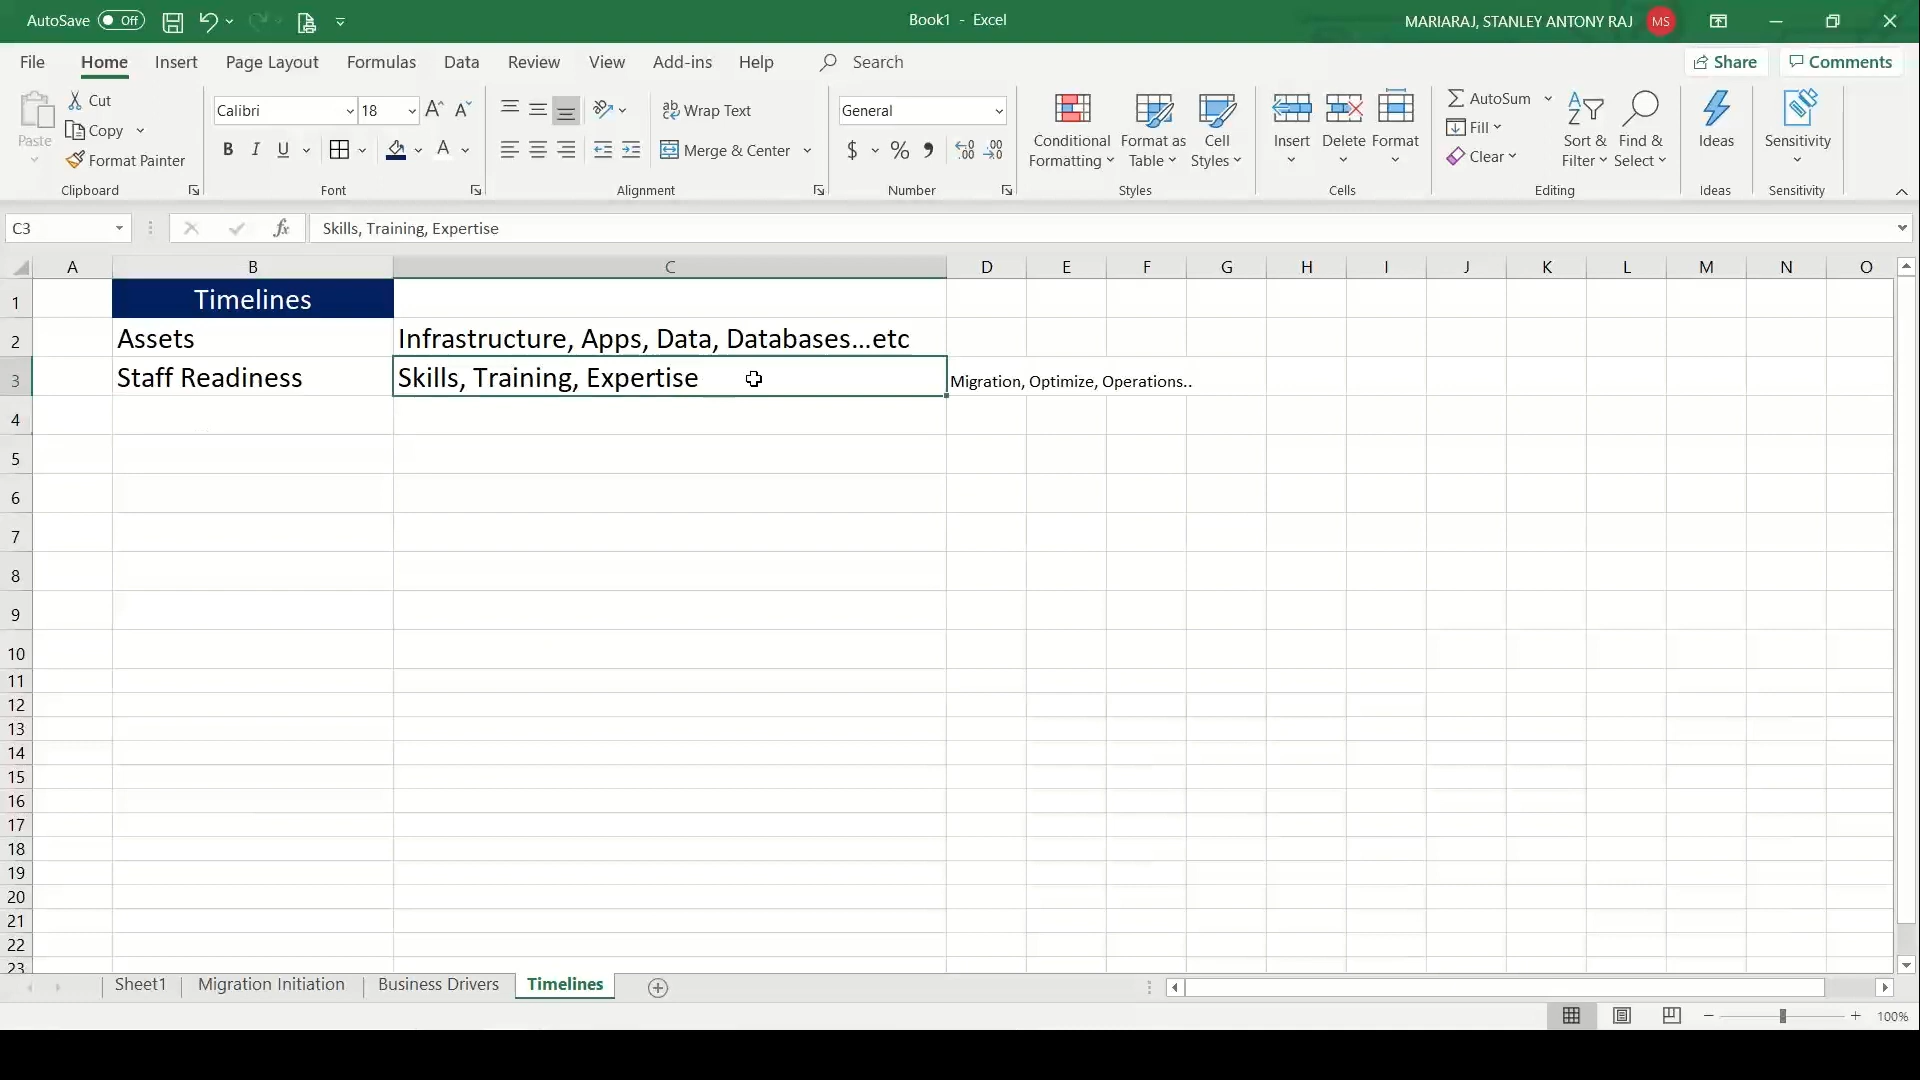 AutoSave Off Book1 - Excel MARIARAJ, STANLEY ANTONY RAJ MS
File Home Insert Page Layout Formulas Data Review View Add-ins Help Search Share Comments
Paste Cut Copy Format Painter
Clipboard
Calibri 18 A A
B I U A
Font
ab Wrap Text
Merge & Center
Alignment
General
$ % 9 .00 .00
Number
Conditional Formatting
Format as Table
Cell Styles
Styles
Insert Delete Format
Cells
AutoSum
Fill
Clear
Sort & Filter
Find & Select
Editing
Ideas
Ideas
Sensitivity
Sensitivity
C3 fx Skills, Training, Expertise
A B C D E F G H I J K L M N O
1 Timelines
2 Assets Infrastructure, Apps, Data, Databases...etc
3 Staff Readiness Skills, Training, Expertise Migration, Optimize, Operations..
4
5
6
7
8
9
10
11
12
13
14
15
16
17
18
19
20
21
22
23
Sheet1 Migration Initiation Business Drivers Timelines
100%